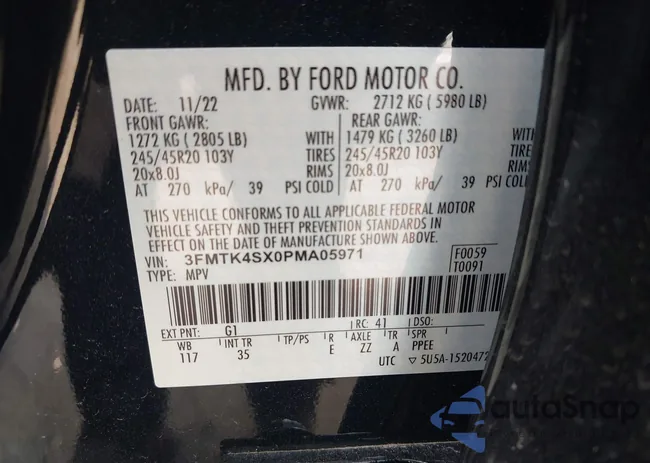 MFD. BY FORD MOTOR CO.
DATE: 11/22 GVWR: 2712 KG ( 5980 LB)
FRONT GAWR: REAR GAWR:
1272 KG ( 2805 LB) WITH 1479 KG ( 3260 LB) WITH
245/45R20 103Y TIRES 245/45R20 103Y TIRE
20x8.0J RIMS 20x8.0J RIMS
AT 270 kPa/ 39 PSI COLD AT 270 kPa/ 39 PSI COLD
THIS VEHICLE CONFORMS TO ALL APPLICABLE FEDERAL MOTOR
VEHICLE SAFETY AND THEFT PREVENTION STANDARDS IN
EFFECT ON THE DATE OF MANUFACTURE SHOWN ABOVE.
VIN: 3FMTK4SX0PMA05971 F0059
TYPE: MPV T0091
EXT PNT: G1 RC: 41 DSO:
WB INT TR TP/PS R AXLE TR SPR
117 35 E ZZ A PPEE
UTC ▽ 5U5A-1520472
autoSnap